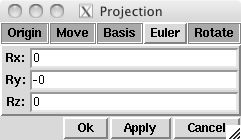 Projection
Origin Move Basis Euler Rotate
Rx: 0
Ry: -0
Rz: 0
Ok Apply Cancel